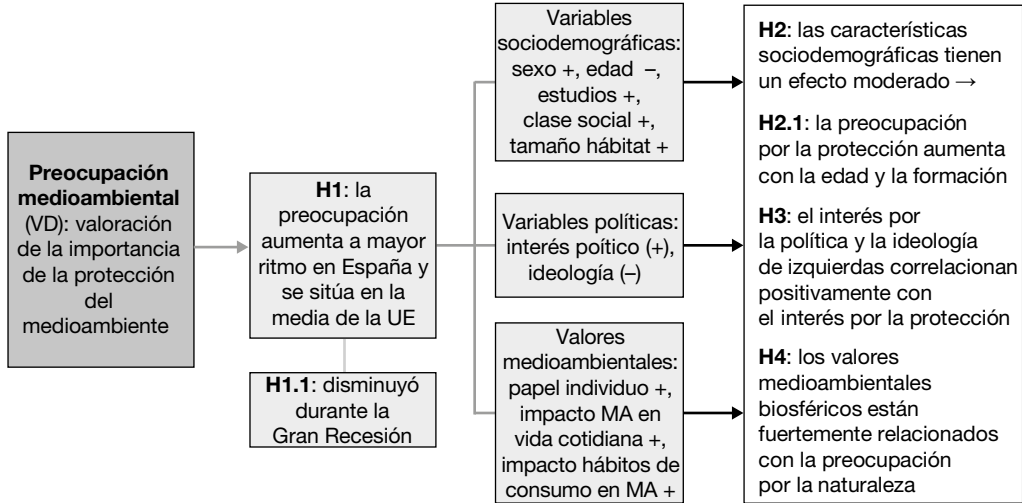 Preocupación
medioambiental
(VD): valoración
de la importancia
de la protección
del
medioambiente
H1: la
preocupación
aumenta a mayor
ritmo en España y
se sitúa en la
media de la UE
H1.1: disminuyó
durante la
Gran Recesión
Variables
sociodemográficas:
sexo +, edad –,
estudios +,
clase social +,
tamaño hábitat +
Variables políticas:
interés poítico (+),
ideología (–)
Valores
medioambientales:
papel individuo +,
impacto MA en
vida cotidiana +,
impacto hábitos de
consumo en MA +
H2: las características
sociodemográficas tienen
un efecto moderado →
H2.1: la preocupación
por la protección aumenta
con la edad y la formación
H3: el interés por
la política y la ideología
de izquierdas correlacionan
positivamente con
el interés por la protección
H4: los valores
medioambientales
biosféricos están
fuertemente relacionados
con la preocupación
por la naturaleza